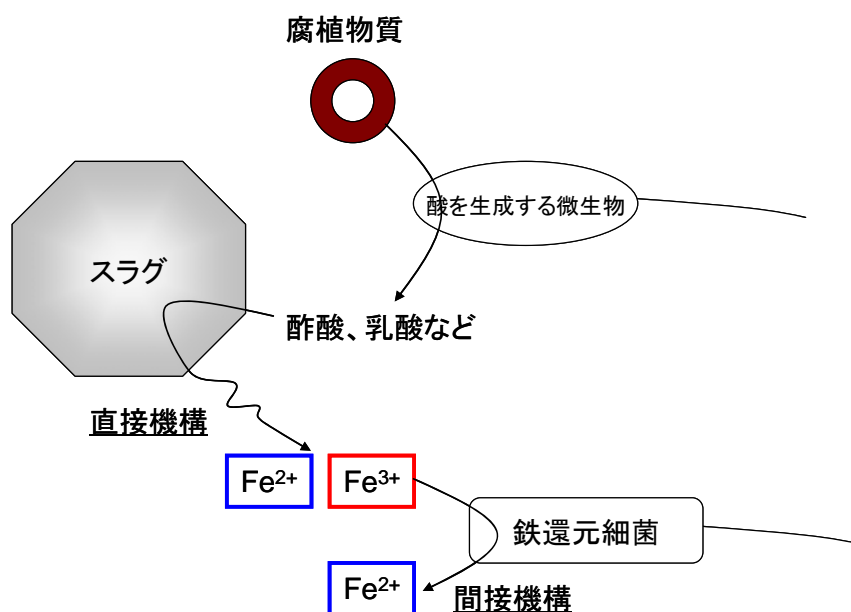 腐植物質
酸を生成する微生物
スラグ
酢酸、乳酸など
直接機構
Fe²⁺
Fe³⁺
鉄還元細菌
Fe²⁺
間接機構